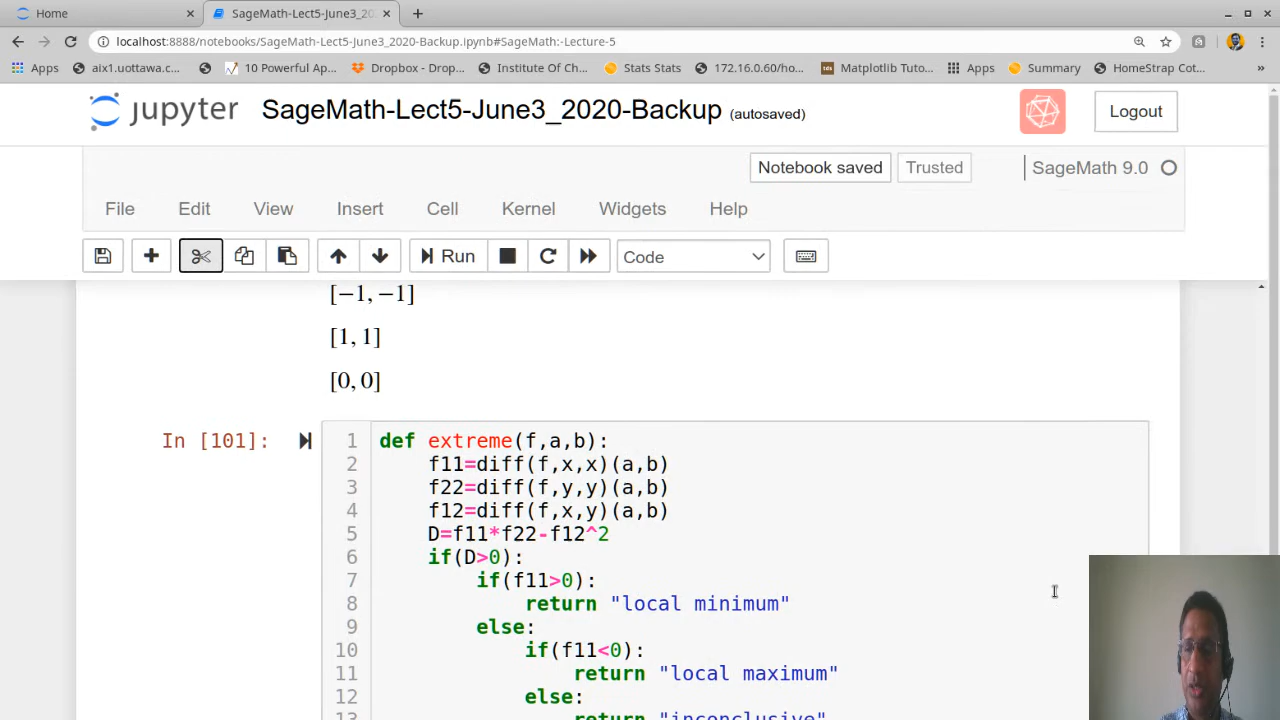 Home
SageMath-Lect5-June3_20
localhost:8888/notebooks/SageMath-Lect5-June3_2020-Backup.ipynb#SageMath:-Lecture-5
Apps aix1.uottawa.c... 10 Powerful Ap... Dropbox - Drop... Institute Of Ch... Stats Stats 172.16.0.60/ho... Matplotlib Tuto... Apps Summary HomeStrap Cot... »
jupyter SageMath-Lect5-June3_2020-Backup (autosaved) Logout
Notebook saved Trusted SageMath 9.0
File Edit View Insert Cell Kernel Widgets Help
Run Code
[−1, −1]
[1, 1]
[0, 0]
In [101]: 1 def extreme(f,a,b):
2 f11=diff(f,x,x)(a,b)
3 f22=diff(f,y,y)(a,b)
4 f12=diff(f,x,y)(a,b)
5 D=f11*f22-f12^2
6 if(D>0):
7 if(f11>0):
8 return "local minimum"
9 else:
10 if(f11<0):
11 return "local maximum"
12 else:
13 return "inconclusive"